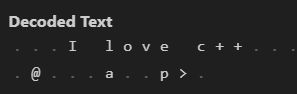 Decoded Text
. . . I   l o v e   c + + . . .
. @ . . . a . . p > .